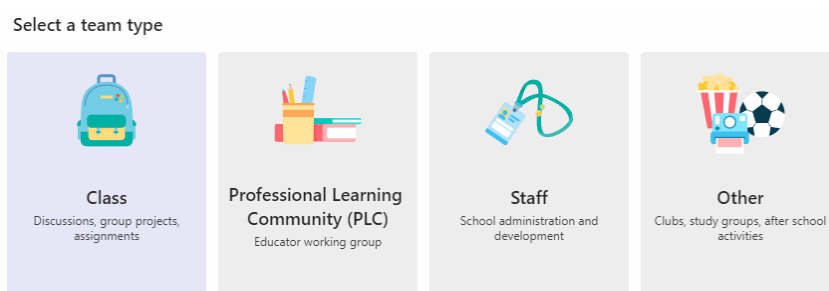 Select a team type
Class
Discussions, group projects,
assignments
Professional Learning
Community (PLC)
Educator working group
Staff
School administration and
development
Other
Clubs, study groups, after school
activities